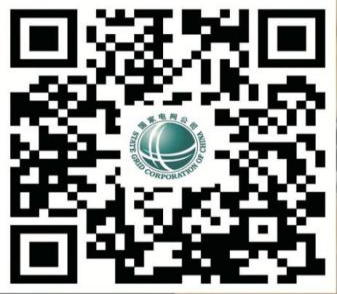 国家电网公司
STATE GRID CORPORATION OF CHINA